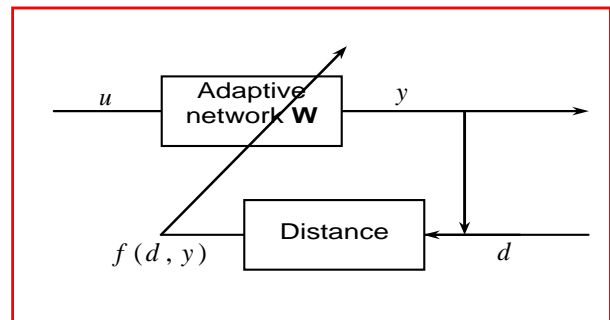 u
Adaptive
network W
y
Distance
f (d , y)
d